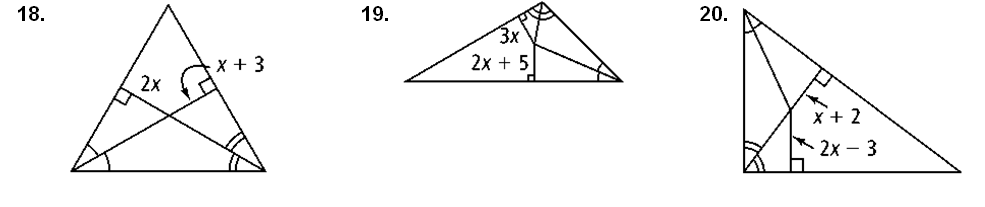 18.
2x
x + 3
19.
3x
2x + 5
20.
x + 2
2x − 3